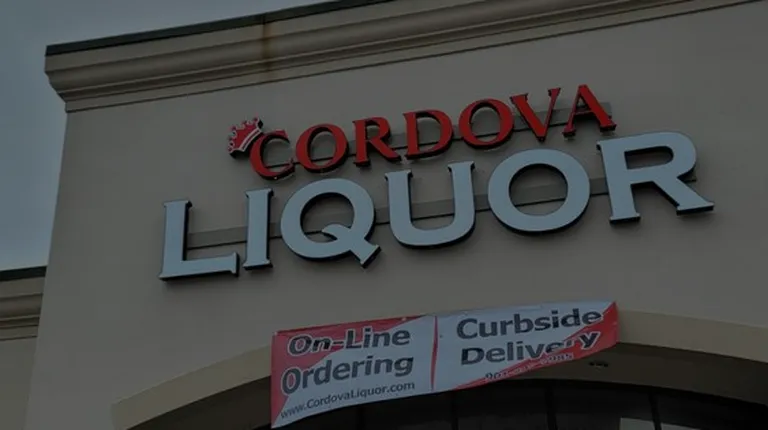 CORDOVA
LIQUOR
On-Line
Ordering
www.CordovaLiquor.com
Curbside
Delivery